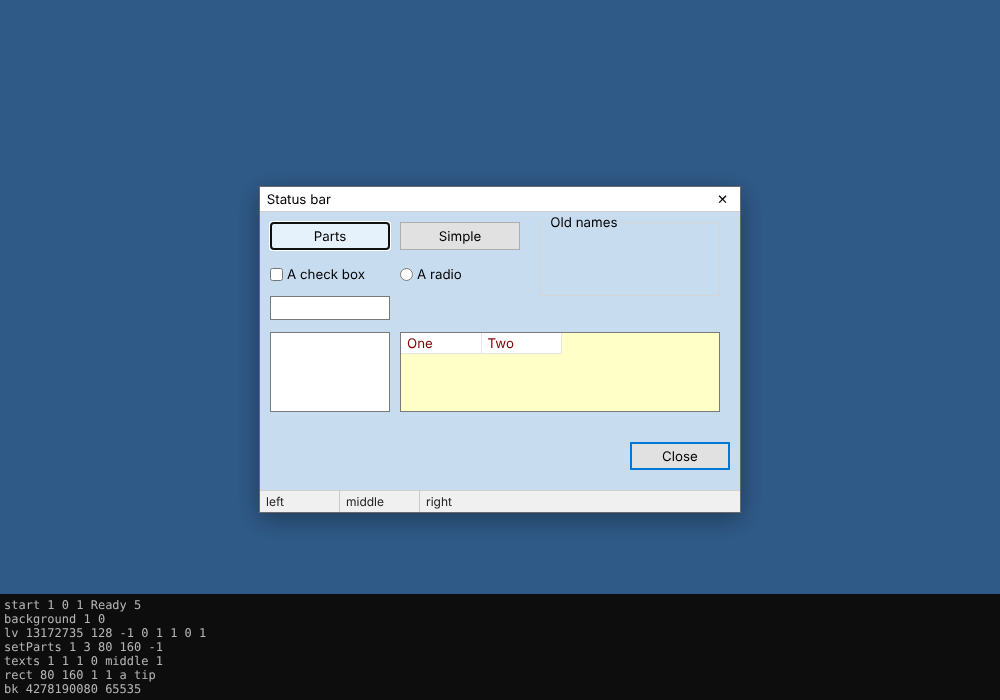 Status bar
Parts
Simple
Old names
A check box
A radio
One
Two
Close
left
middle
right
start 1 0 1 Ready 5
background 1 0
lv 13172735 128 -1 0 1 1 0 1
setParts 1 3 80 160 -1
texts 1 1 1 0 middle 1
rect 80 160 1 1 a tip
bk 4278190080 65535